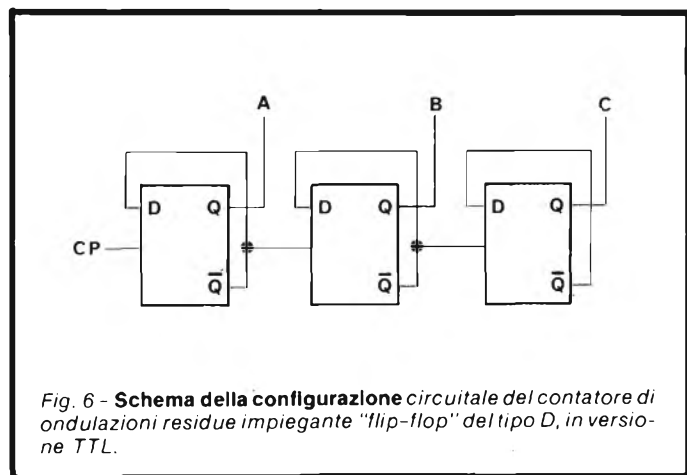 A B C
D Q D Q D Q
CP
Q̅ Q̅ Q̅
Fig. 6 - Schema della configurazione circuitale del contatore di
ondulazioni residue impiegante "flip-flop" del tipo D, in versio-
ne TTL.